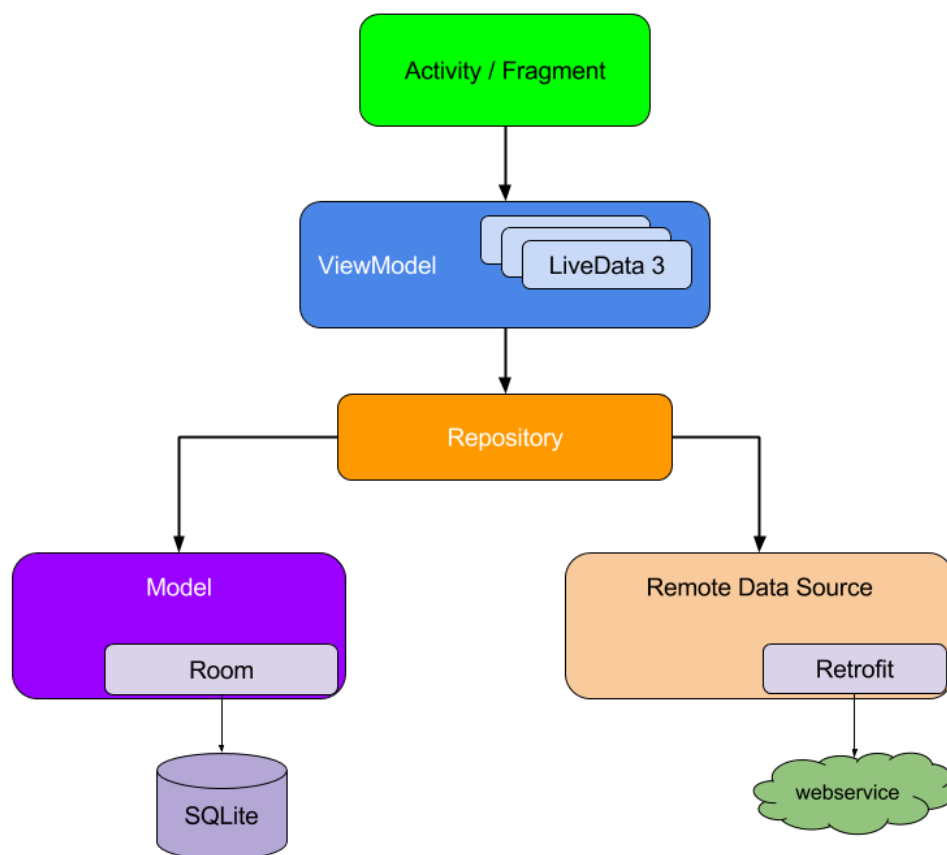 Activity / Fragment
ViewModel
LiveData 3
Repository
Model
Room
SQLite
Remote Data Source
Retrofit
webservice